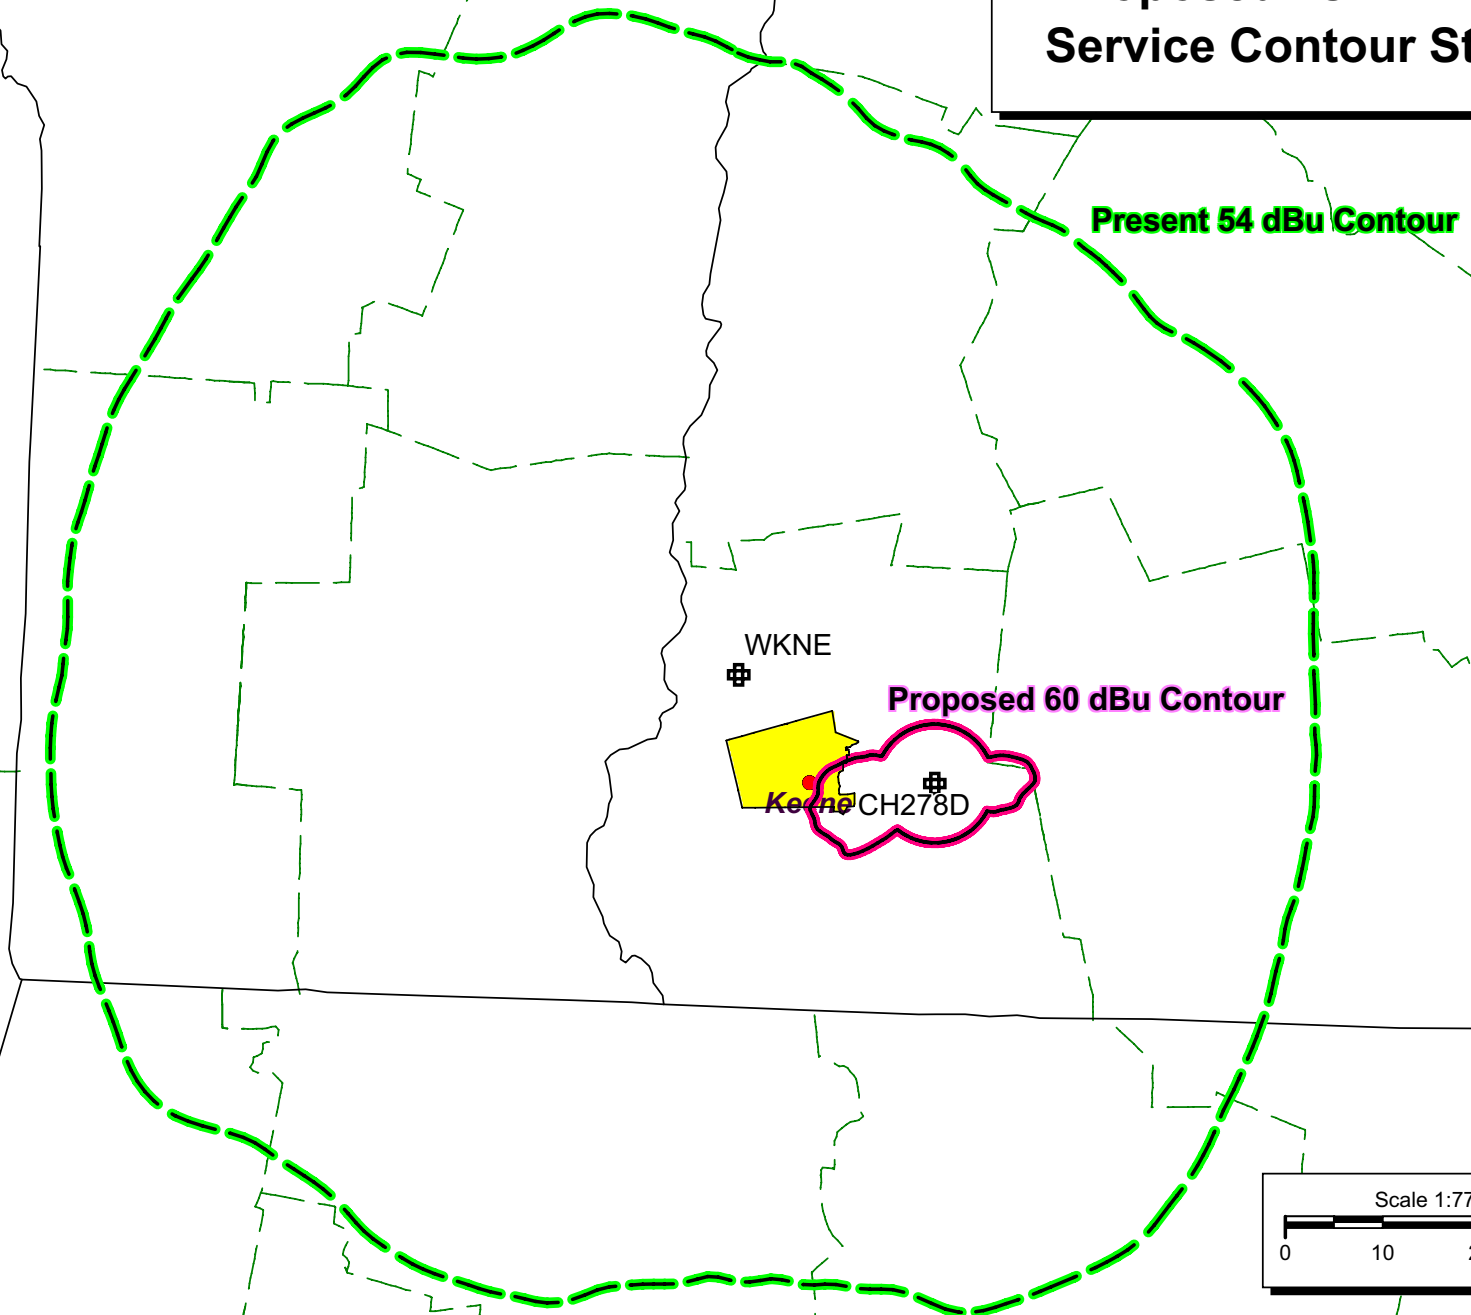 Service Contour St
Present 54 dBu Contour
WKNE
Proposed 60 dBu Contour
Keene
CH278D
Scale 1:77
0 10